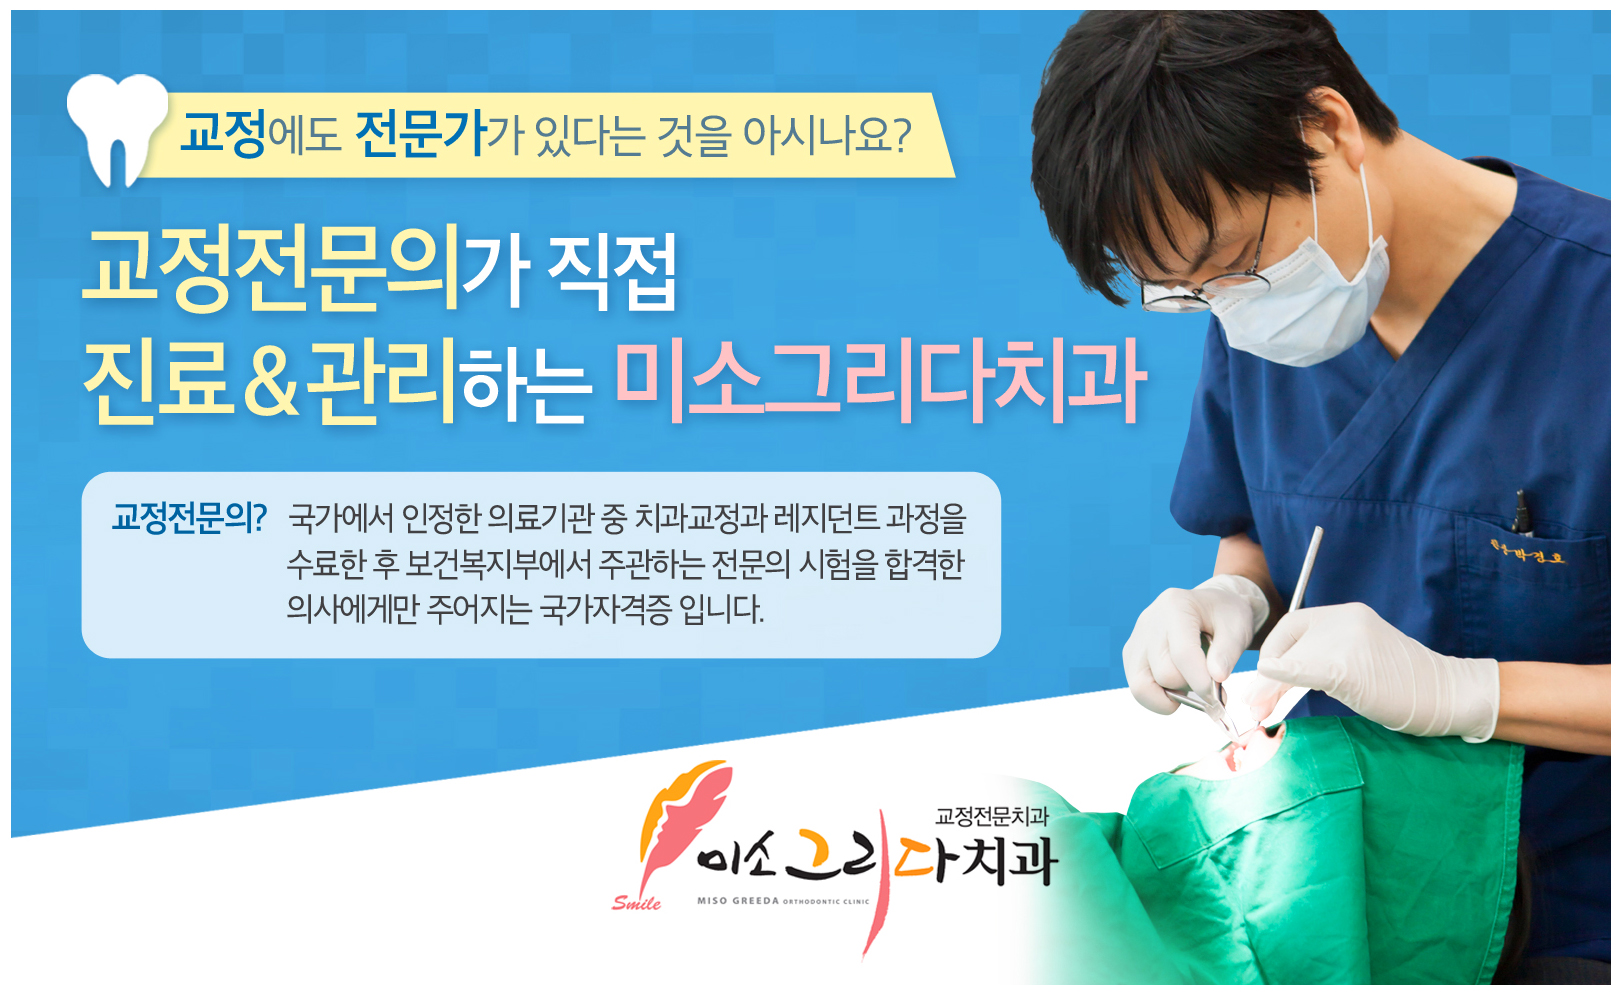 교정에도 전문가가 있다는 것을 아시나요?
교정전문의가 직접
진료&관리하는 미소그리다치과
교정전문의? 국가에서 인정한 의료기관 중 치과교정과 레지던트 과정을
수료한 후 보건복지부에서 주관하는 전문의 시험을 합격한
의사에게만 주어지는 국가자격증 입니다.
교정전문치과
미소그리다치과
Smile
MISO GREEDA ORTHODONTIC CLINIC